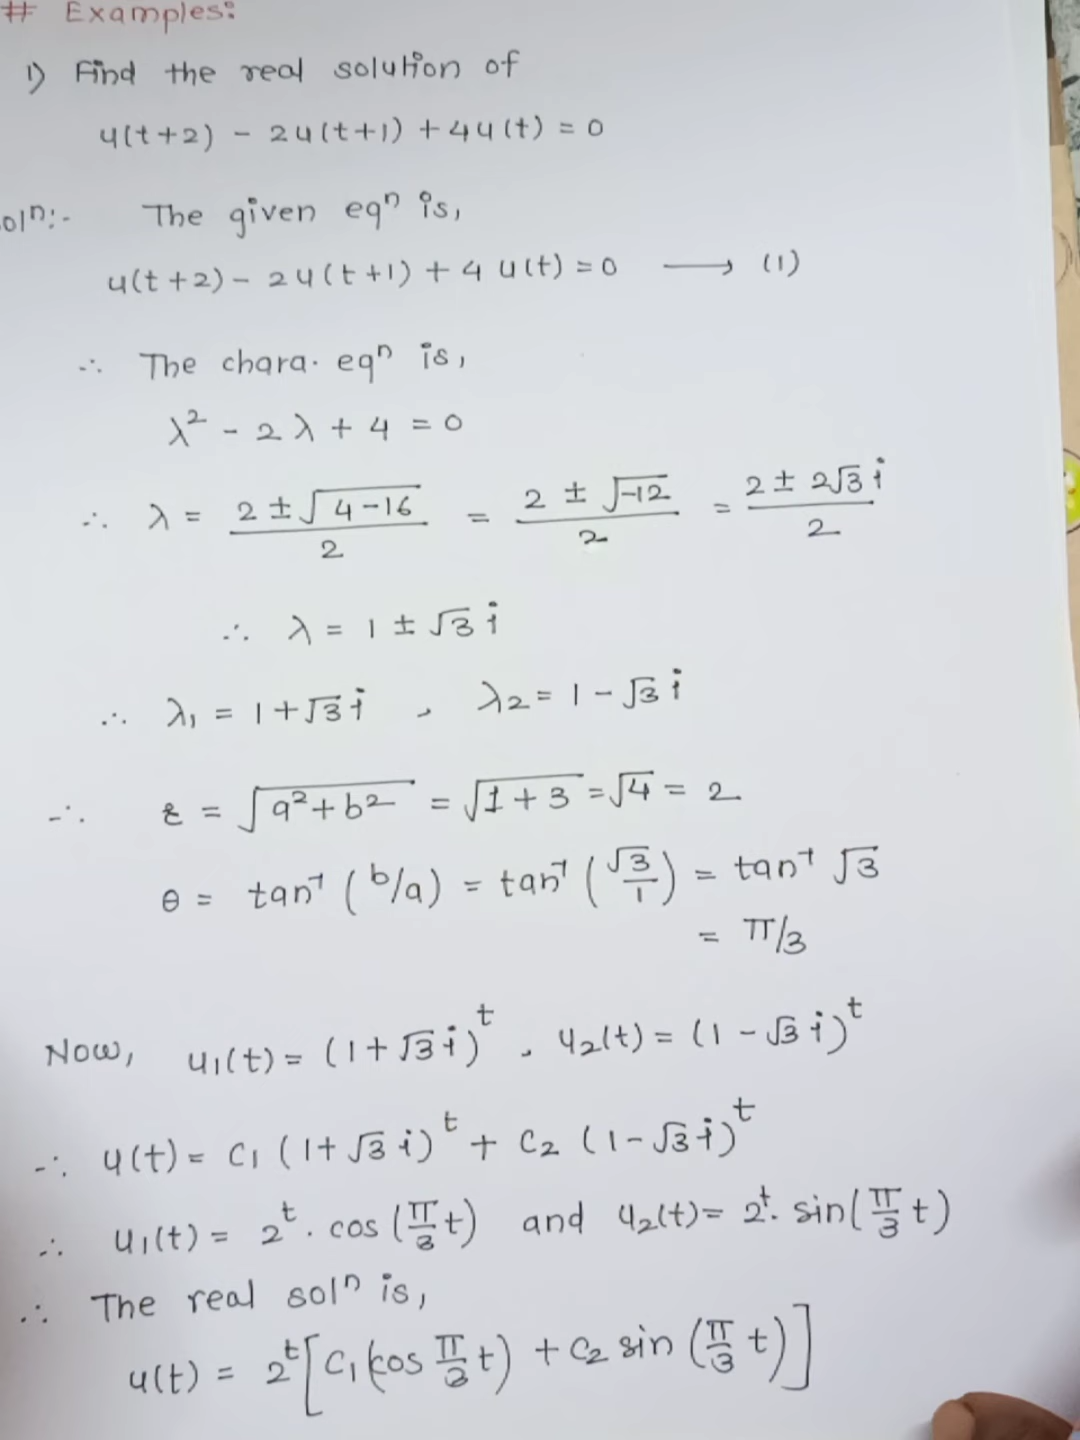 # Examples:
1) Find the real solution of
u(t+2) - 2u(t+1) + 4u(t) = 0
olⁿ:- The given eqⁿ is,
u(t+2) - 2u(t+1) + 4 u(t) = 0 ⟶ (1)
∴ The chara. eqⁿ is,
λ² - 2λ + 4 = 0
∴ λ = (2 ± √(4-16))/2 = (2 ± √-12)/2 = (2 ± 2√3 i)/2
∴ λ = 1 ± √3 i
∴ λ₁ = 1 + √3 i , λ₂ = 1 - √3 i
∴ r = √(a² + b²) = √(1 + 3) = √4 = 2
θ = tan⁻¹ (b/a) = tan⁻¹ (√3/1) = tan⁻¹ √3
= π/3
Now, u₁(t) = (1 + √3 i)ᵗ , u₂(t) = (1 - √3 i)ᵗ
∴ u(t) = C₁ (1 + √3 i)ᵗ + C₂ (1 - √3 i)ᵗ
∴ u₁(t) = 2ᵗ . cos (π/3 t) and u₂(t) = 2ᵗ. sin(π/3 t)
∴ The real solⁿ is,
u(t) = 2ᵗ[C₁(cos π/3 t) + C₂ sin (π/3 t)]